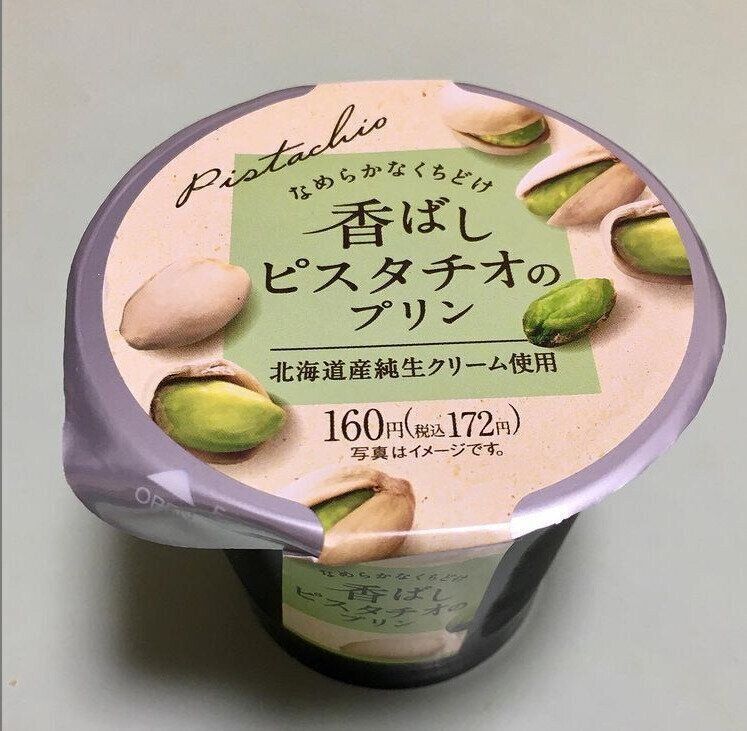 Pistachio
なめらかなくちどけ
香ばし
ピスタチオの
プリン
北海道産純生クリーム使用
160円(税込172円)
写真はイメージです。
なめらかなくちどけ
香ばし
ピスタチオの
プリン